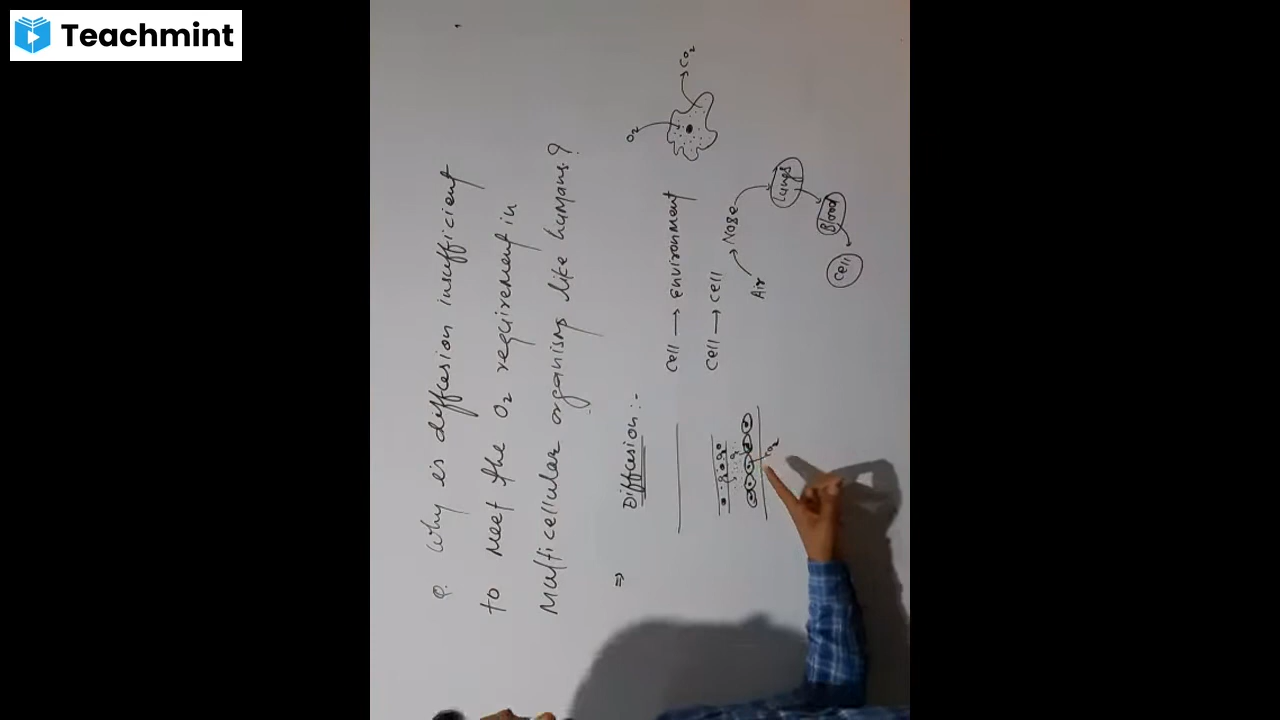 Teachmint
Q. Why is diffusion insufficient
to meet the O2 requirement in
Multicellular organisms like humans?
⇒ Diffusion:-
Cell → Environment
Cell → Cell
O2
CO2
Air → Nose
Lungs
Blood
Cell
O2